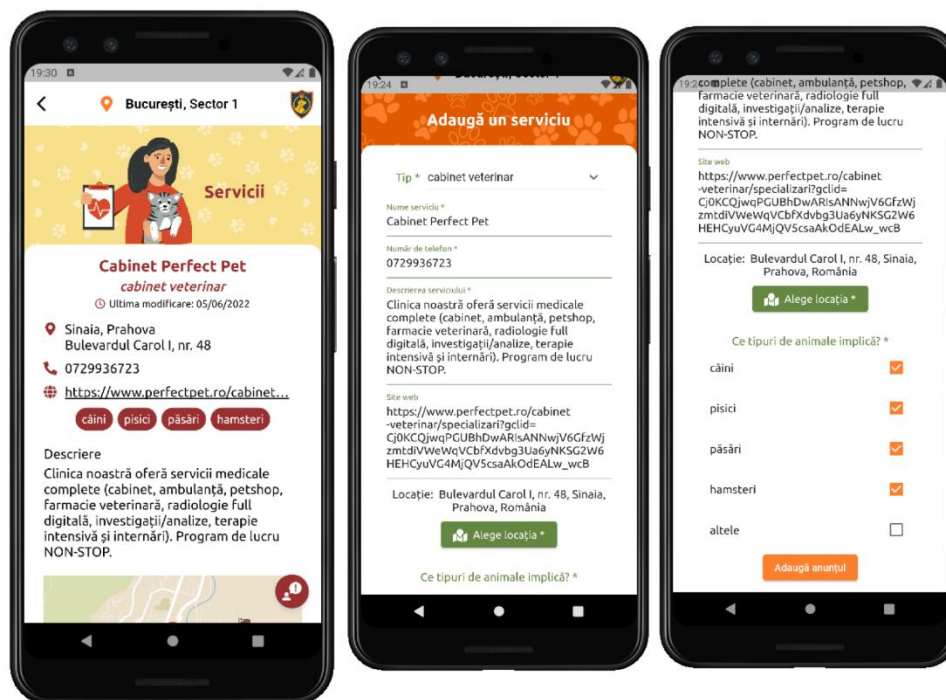 19:30
București, Sector 1
Servicii
Cabinet Perfect Pet
cabinet veterinar
Ultima modificare: 05/06/2022
Sinaia, Prahova
Bulevardul Carol I, nr. 48
0729936723
https://www.perfectpet.ro/cabinet...
câini pisici păsări hamsteri
Descriere
Clinica noastră oferă servicii medicale
complete (cabinet, ambulanță, petshop,
farmacie veterinară, radiologie full
digitală, investigații/analize, terapie
intensivă și internări). Program de lucru
NON-STOP.
19:24
Adaugă un serviciu
Tip * cabinet veterinar
Nume serviciu *
Cabinet Perfect Pet
Număr de telefon *
0729936723
Descrierea serviciului *
Clinica noastră oferă servicii medicale
complete (cabinet, ambulanță, petshop,
farmacie veterinară, radiologie full
digitală, investigații/analize, terapie
intensivă și internări). Program de lucru
NON-STOP.
Site web
https://www.perfectpet.ro/cabinet
-veterinar/specializari?gclid=
Cj0KCQjwqPGUBhDwARIsANNwjV6GfzWj
zmtdiVWeWqVCbfXdvbg3Ua6yNKSG2W6
HEHCyuVG4MjQV5csaAkOdEALw_wcB
Locație: Bulevardul Carol I, nr. 48, Sinaia,
Prahova, România
Alege locația *
Ce tipuri de animale implică? *
complete (cabinet, ambulanță, petshop,
farmacie veterinară, radiologie full
digitală, investigații/analize, terapie
intensivă și internări). Program de lucru
NON-STOP.
Site web
https://www.perfectpet.ro/cabinet
-veterinar/specializari?gclid=
Cj0KCQjwqPGUBhDwARIsANNwjV6GfzWj
zmtdiVWeWqVCbfXdvbg3Ua6yNKSG2W6
HEHCyuVG4MjQV5csaAkOdEALw_wcB
Locație: Bulevardul Carol I, nr. 48, Sinaia,
Prahova, România
Alege locația *
Ce tipuri de animale implică? *
câini
pisici
păsări
hamsteri
altele
Adaugă anunțul